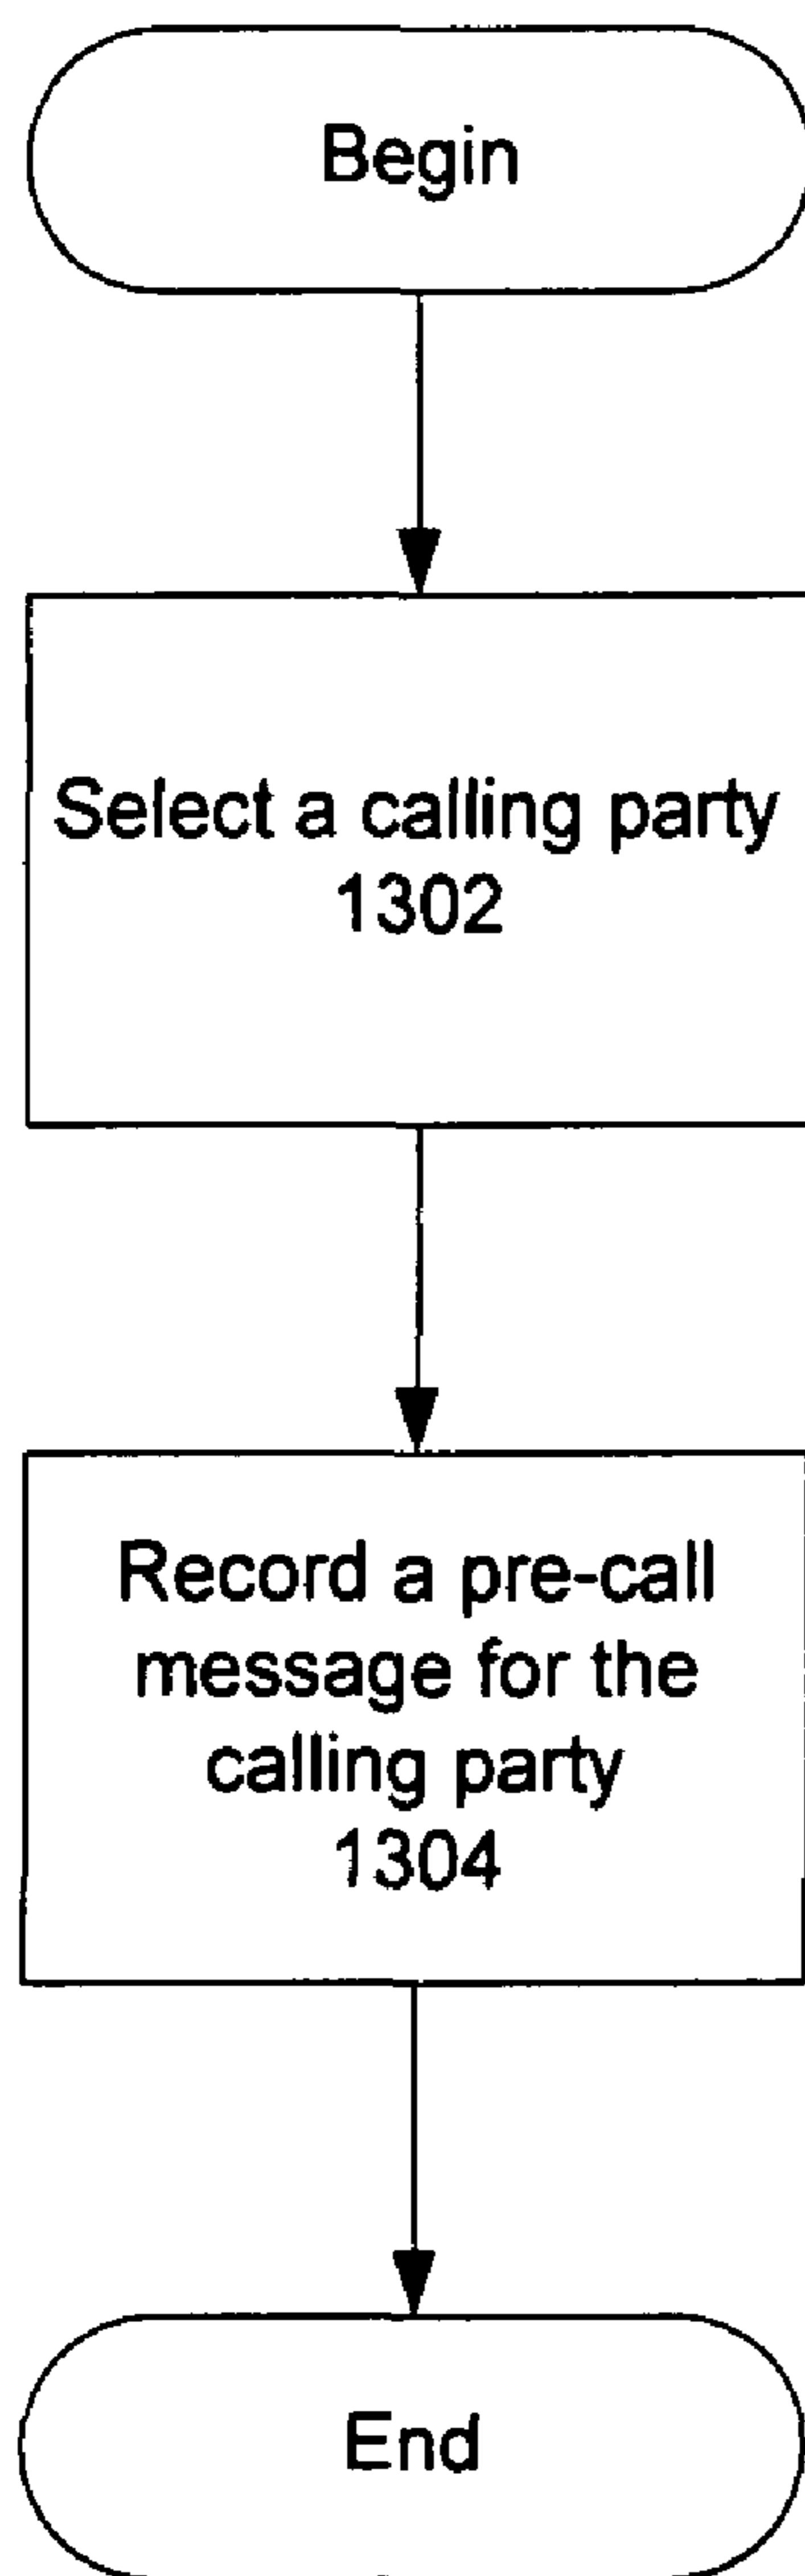 Begin
Select a calling party
1302
Record a pre-call
message for the
calling party
1304
End